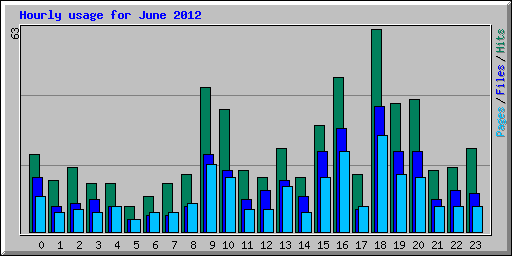 Hourly usage for June 2012
63
Pages / Files / Hits
0 1 2 3 4 5 6 7 8 9 10 11 12 13 14 15 16 17 18 19 20 21 22 23